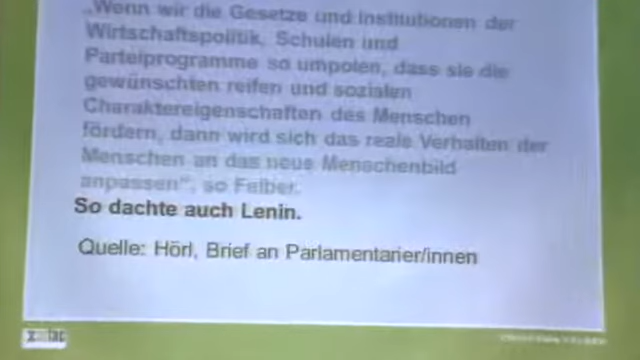 „Wenn wir die Gesetze und Institutionen der
Wirtschaftspolitik, Schulen und
Parteiprogramme so umpolen, dass sie die
gewünschten reifen und sozialen
Charaktereigenschaften des Menschen
fördern, dann wird sich das reale Verhalten der
Menschen an das neue Menschenbild
anpassen“, so Felber.
So dachte auch Lenin.
Quelle: Hörl, Brief an Parlamentarier/innen